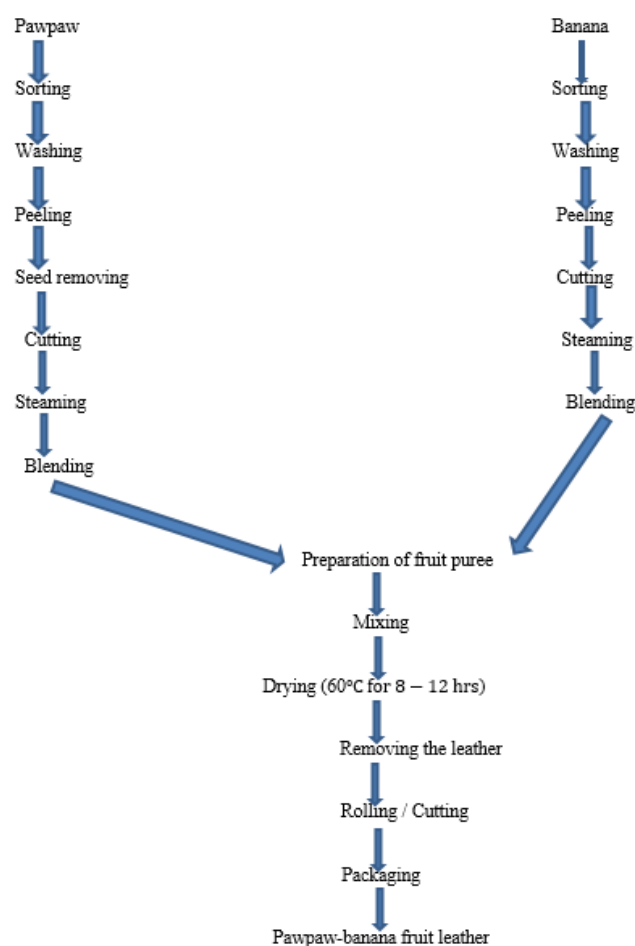 Pawpaw
Sorting
Washing
Peeling
Seed removing
Cutting
Steaming
Blending
Banana
Sorting
Washing
Peeling
Cutting
Steaming
Blending
Preparation of fruit puree
Mixing
Drying (60°C for 8 – 12 hrs)
Removing the leather
Rolling / Cutting
Packaging
Pawpaw-banana fruit leather